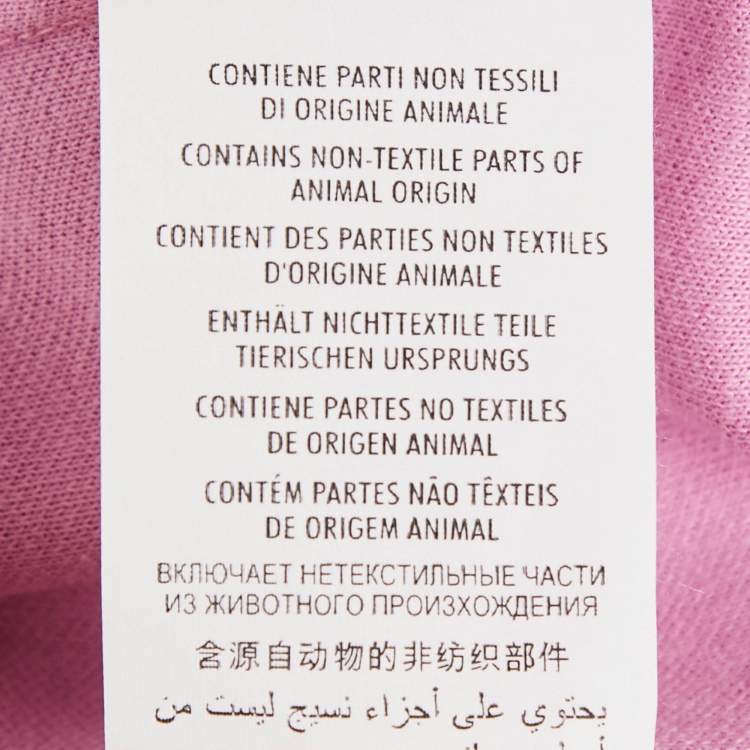 CONTIENE PARTI NON TESSILI
DI ORIGINE ANIMALE
CONTAINS NON-TEXTILE PARTS OF
ANIMAL ORIGIN
CONTIENT DES PARTIES NON TEXTILES
D'ORIGINE ANIMALE
ENTHÄLT NICHTTEXTILE TEILE
TIERISCHEN URSPRUNGS
CONTIENE PARTES NO TEXTILES
DE ORIGEN ANIMAL
CONTÉM PARTES NÃO TÊXTEIS
DE ORIGEM ANIMAL
ВКЛЮЧАЕТ НЕТЕКСТИЛЬНЫЕ ЧАСТИ
ИЗ ЖИВОТНОГО ПРОИЗХОЖДЕНИЯ
含源自动物的非纺织部件
يحتوي على أجزاء نسيج ليست من